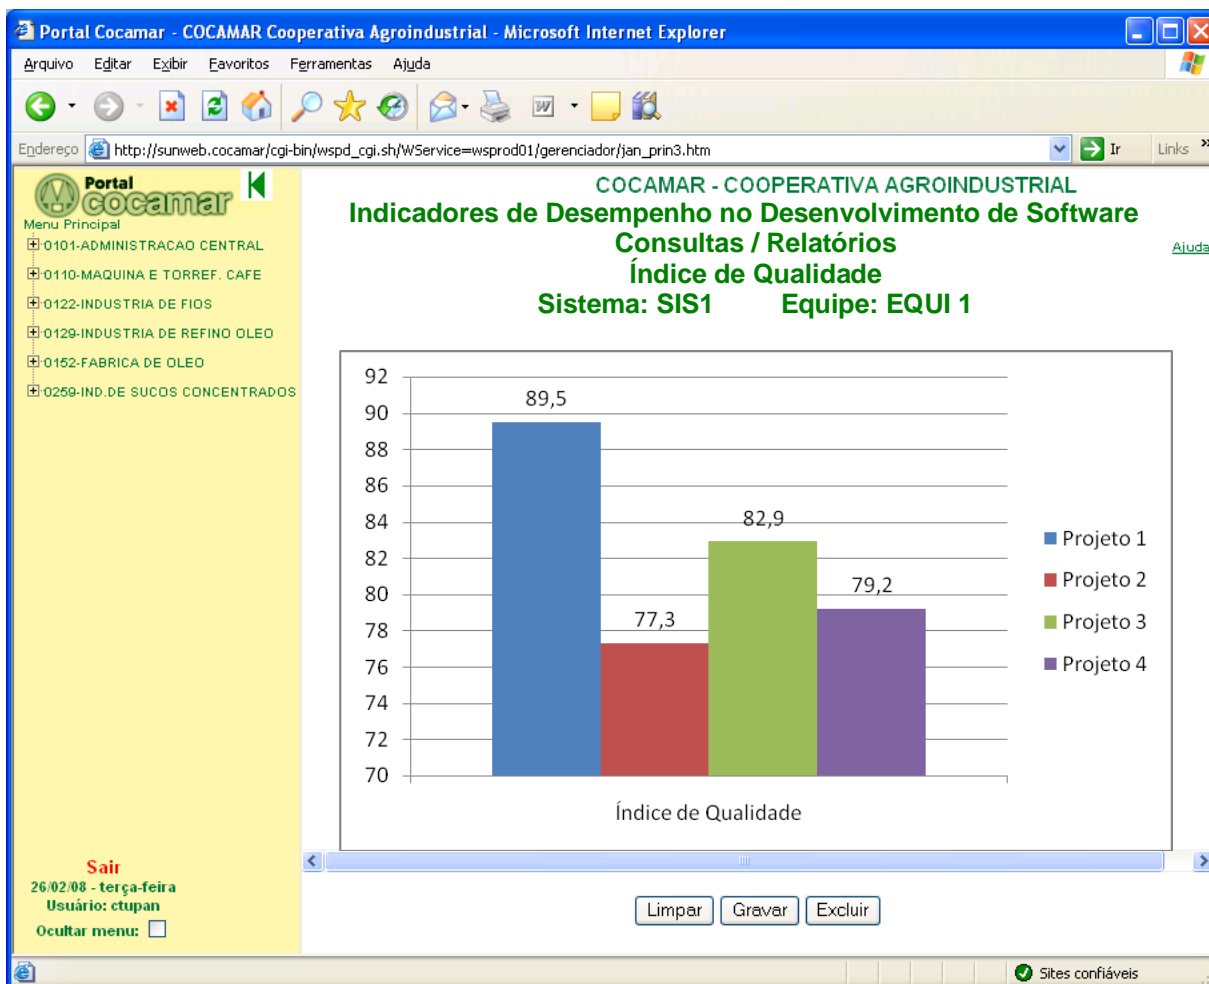 Portal Cocamar - COCAMAR Cooperativa Agroindustrial - Microsoft Internet Explorer
Arquivo Editar Exibir Favoritos Ferramentas Ajuda
Endereço http://sunweb.cocamar/cgi-bin/wspd_cgi.sh/WService=wsprod01/gerenciador/jan_prin3.htm Ir Links »
Portal
cocamar
Menu Principal
0101-ADMINISTRACAO CENTRAL
0110-MAQUINA E TORREF. CAFE
0122-INDUSTRIA DE FIOS
0129-INDUSTRIA DE REFINO OLEO
0152-FABRICA DE OLEO
0259-IND.DE SUCOS CONCENTRADOS
Sair
26/02/08 - terça-feira
Usuário: ctupan
Ocultar menu:
COCAMAR - COOPERATIVA AGROINDUSTRIAL
Indicadores de Desempenho no Desenvolvimento de Software
Consultas / Relatórios
Ajuda
Índice de Qualidade
Sistema: SIS1 Equipe: EQUI 1
92
90
88
86
84
82
80
78
76
74
72
70
89,5
77,3
82,9
79,2
Índice de Qualidade
Projeto 1
Projeto 2
Projeto 3
Projeto 4
Limpar Gravar Excluir
Sites confiáveis